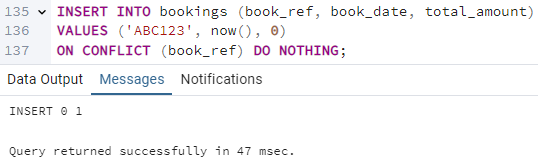 135 INSERT INTO bookings (book_ref, book_date, total_amount)
136 VALUES ('ABC123', now(), 0)
137 ON CONFLICT (book_ref) DO NOTHING;
Data Output Messages Notifications
INSERT 0 1
Query returned successfully in 47 msec.